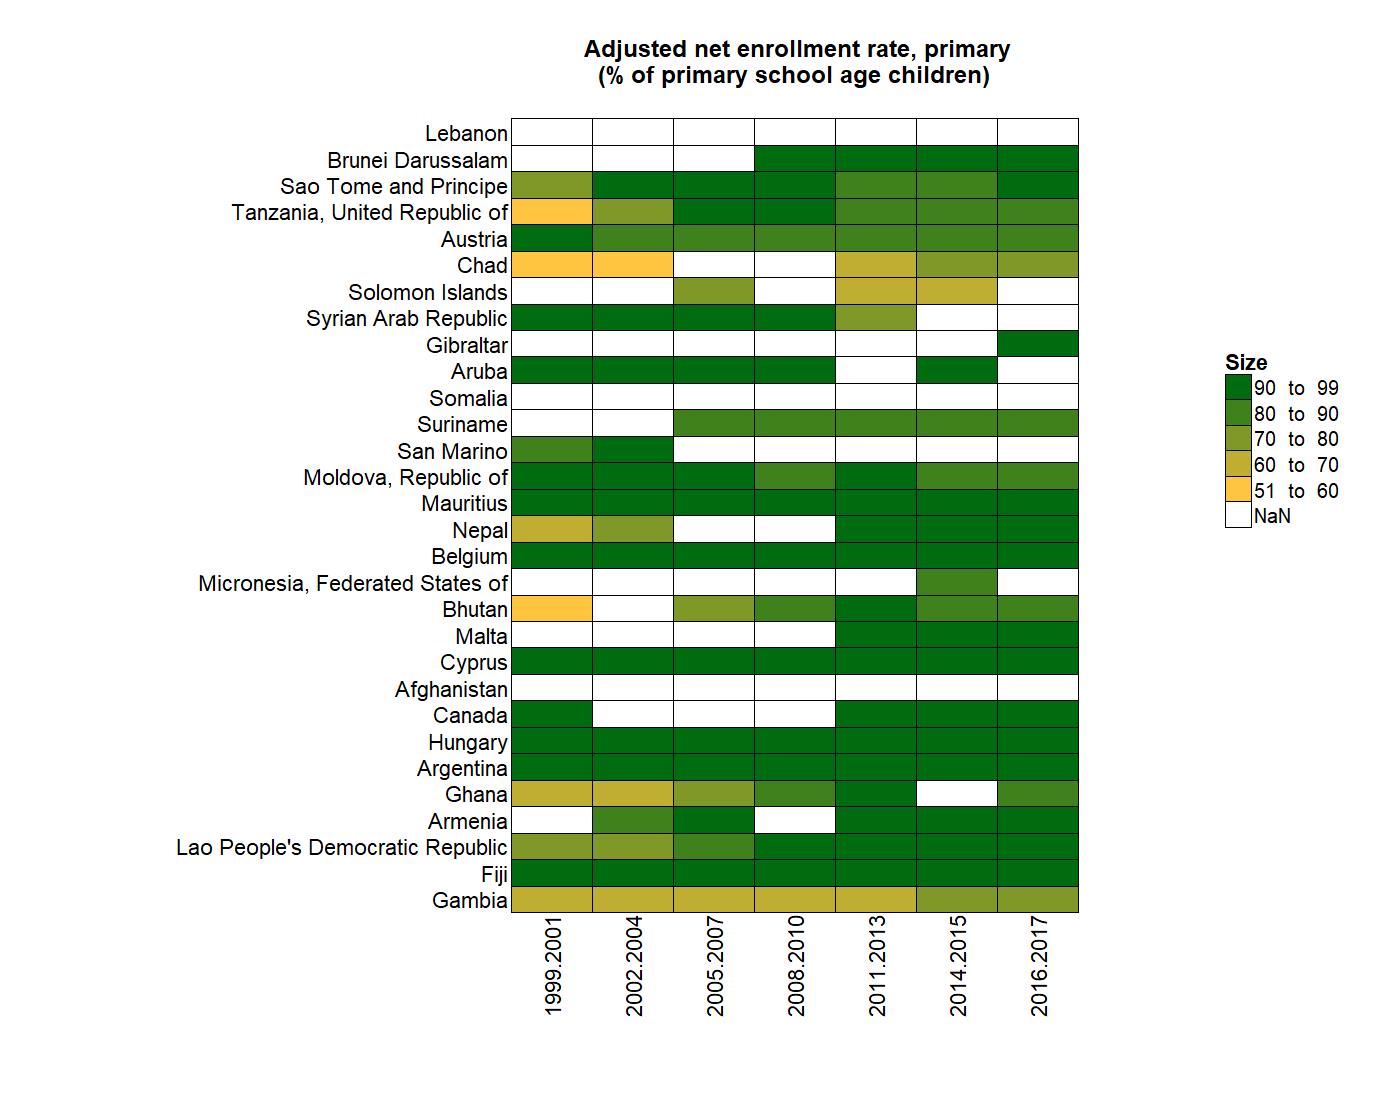 Adjusted net enrollment rate, primary
(% of primary school age children)
Lebanon
Brunei Darussalam
Sao Tome and Principe
Tanzania, United Republic of
Austria
Chad
Solomon Islands
Syrian Arab Republic
Gibraltar
Aruba
Somalia
Suriname
San Marino
Moldova, Republic of
Mauritius
Nepal
Belgium
Micronesia, Federated States of
Bhutan
Malta
Cyprus
Afghanistan
Canada
Hungary
Argentina
Ghana
Armenia
Lao People's Democratic Republic
Fiji
Gambia
1999.2001
2002.2004
2005.2007
2008.2010
2011.2013
2014.2015
2016.2017
Size
90 to 99
80 to 90
70 to 80
60 to 70
51 to 60
NaN